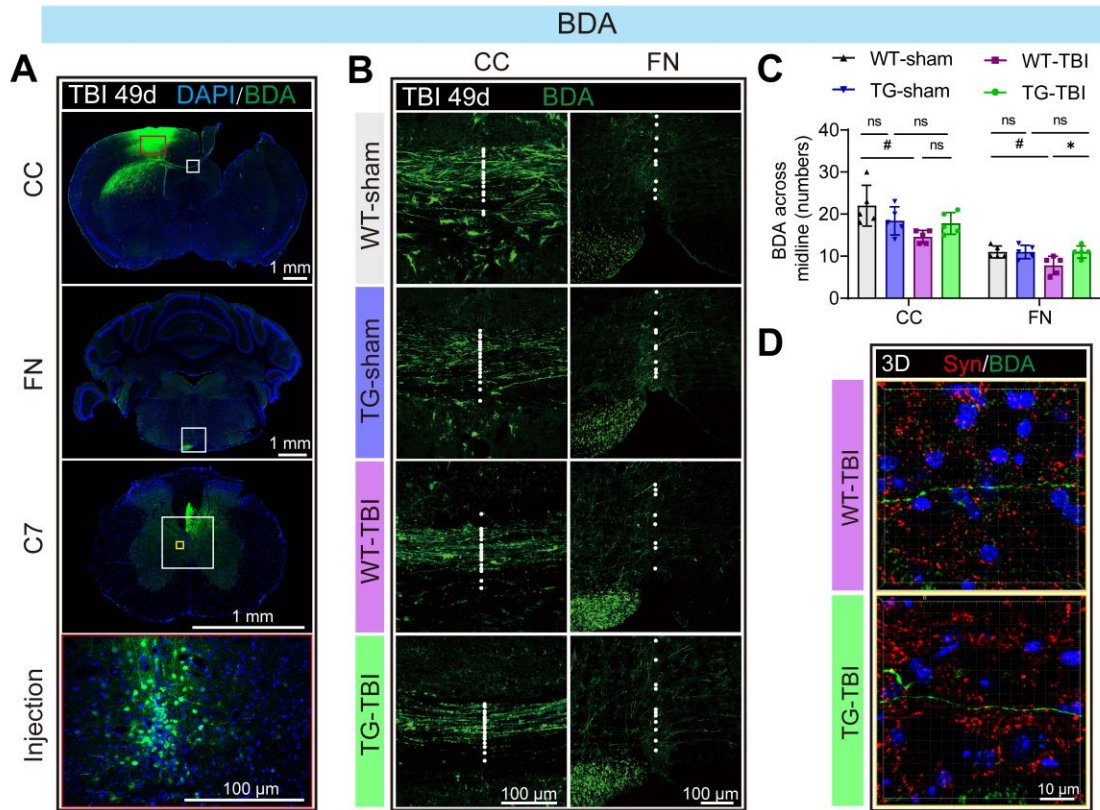 BDA
A
TBI 49d DAPI/BDA
CC
1 mm
FN
1 mm
C7
1 mm
Injection
100 μm
B
CC FN
TBI 49d BDA
WT-sham
TG-sham
WT-TBI
TG-TBI
100 μm 100 μm
C
WT-sham WT-TBI
TG-sham TG-TBI
ns ns ns ns
# ns # *
BDA across
midline (numbers)
40
30
20
10
0
CC FN
D
3D Syn/BDA
WT-TBI
TG-TBI
10 μm